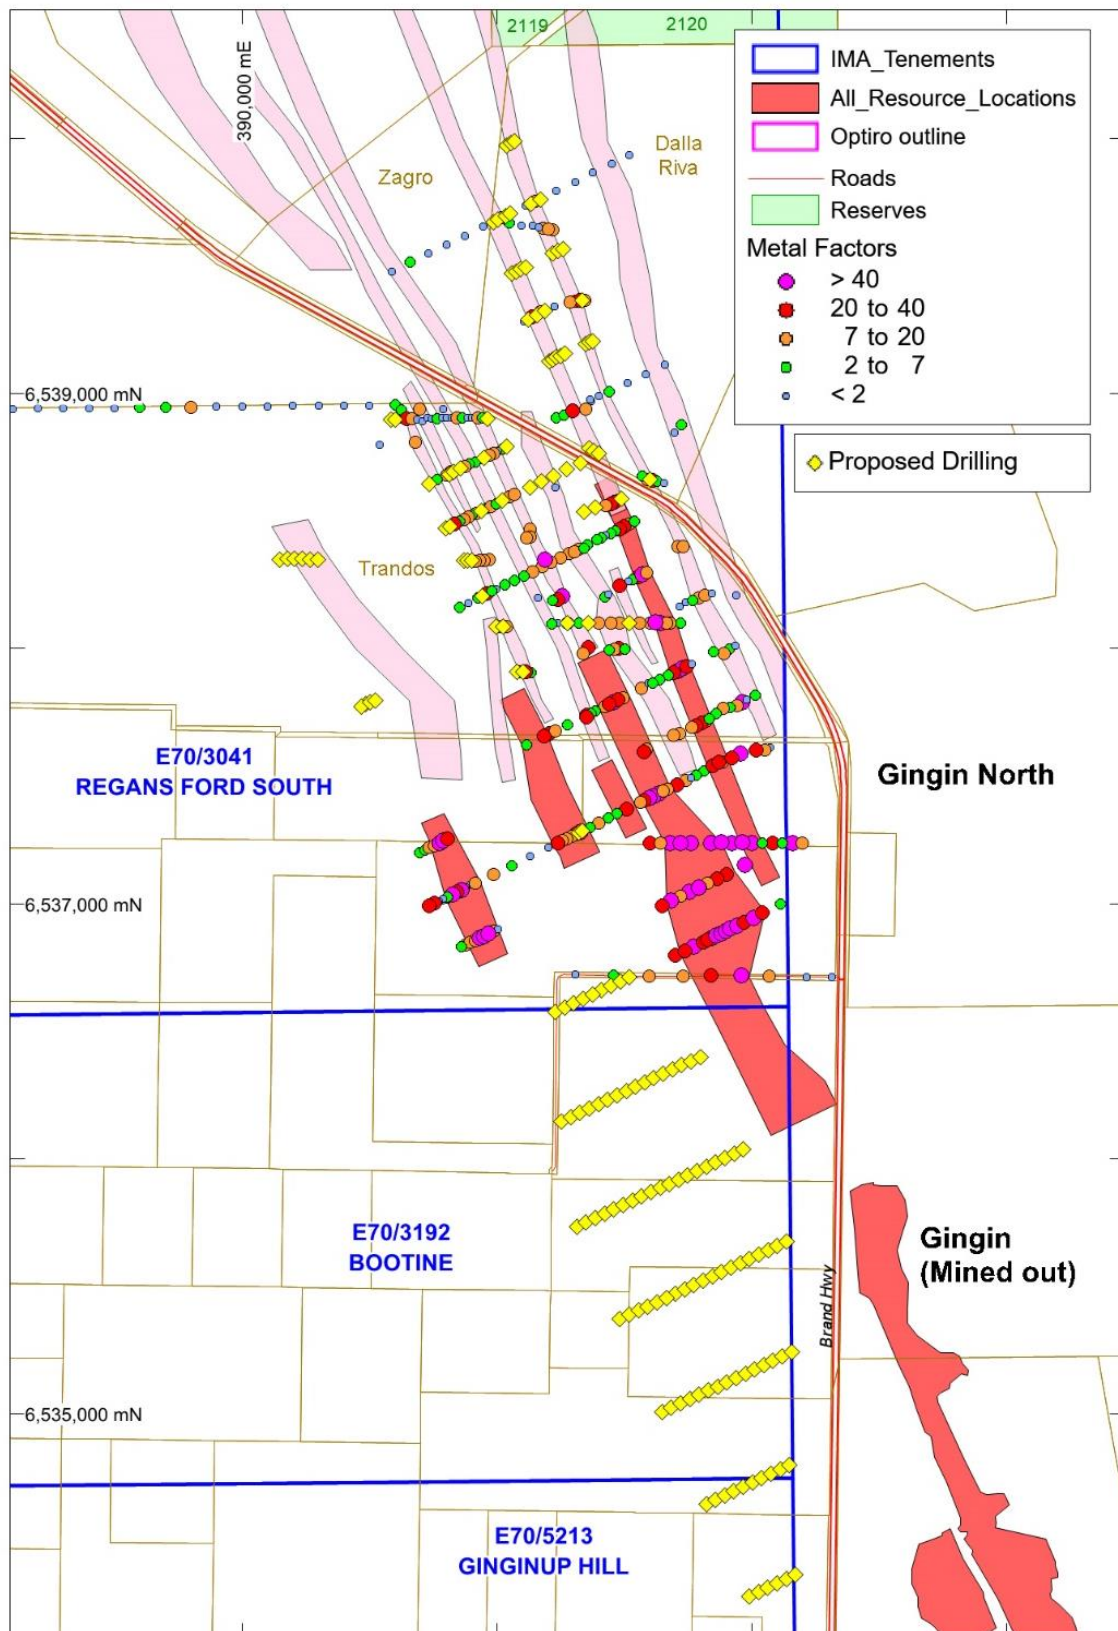 2119
2120
390,000 mE
IMA_Tenements
All_Resource_Locations
Optiro outline
Roads
Reserves
Metal Factors
> 40
20 to 40
7 to 20
2 to 7
< 2
Proposed Drilling
Zagro
Dalla
Riva
6,539,000 mN
Trandos
E70/3041
REGANS FORD SOUTH
Gingin North
6,537,000 mN
E70/3192
BOOTINE
Gingin
(Mined out)
Brand Hwy
6,535,000 mN
E70/5213
GINGINUP HILL